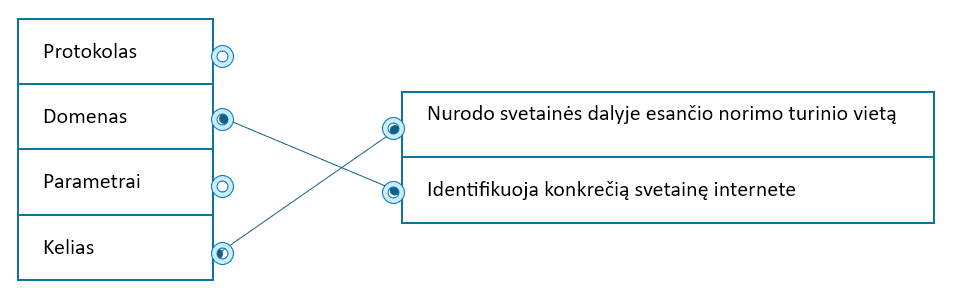 Protokolas
Domenas
Parametrai
Kelias
Nurodo svetainės dalyje esančio norimo turinio vietą
Identifikuoja konkrečią svetainę internete